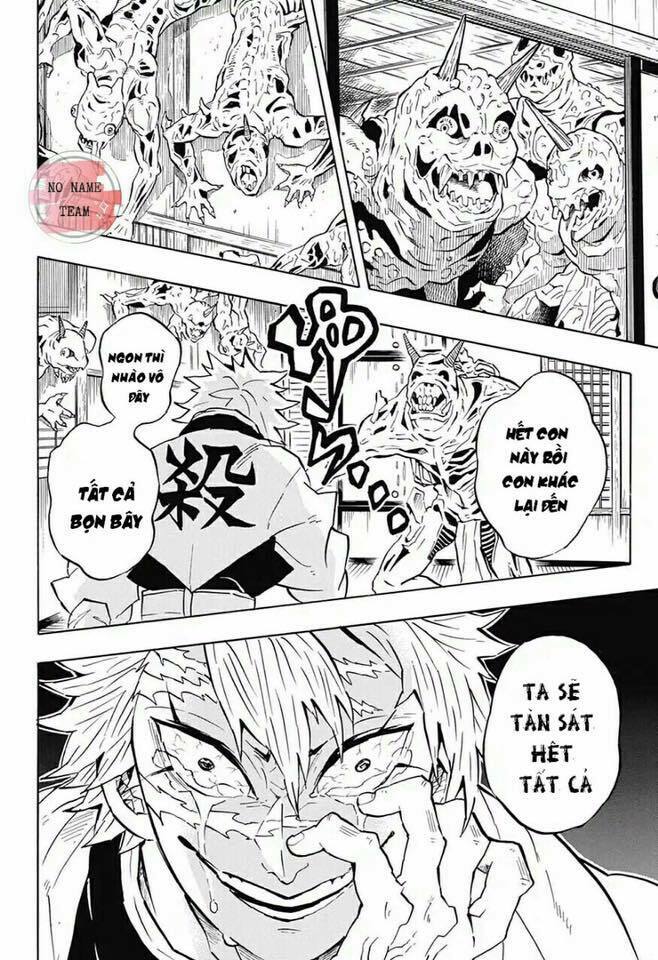 NO NAME
TEAM
HẾT CON
NÀY RỒI
CON KHÁC
LẠI ĐẾN
NGON THÌ
NHÀO VÔ
ĐÂY
TẤT CẢ
BỌN BÂY
殺
TA SẼ
TÀN SÁT
HẾT
TẤT CẢ